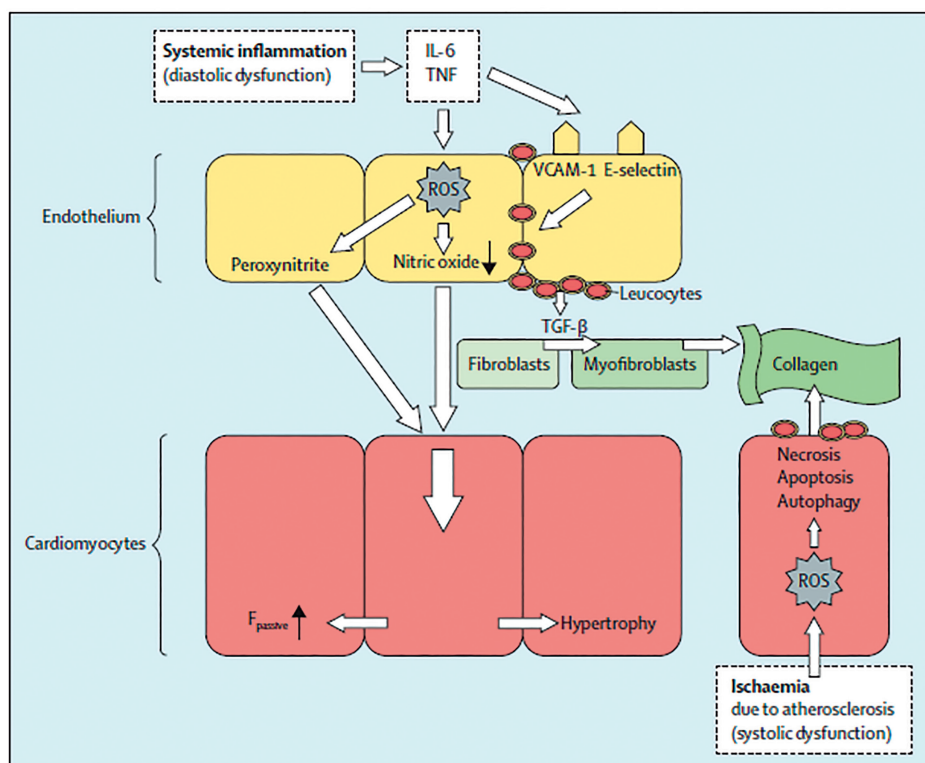 Systemic inflammation
(diastolic dysfunction)
IL-6
TNF
VCAM-1 E-selectin
ROS
Endothelium
Peroxynitrite
Nitric oxide
Leucocytes
TGF-β
Fibroblasts
Myofibroblasts
Collagen
Necrosis
Apoptosis
Autophagy
Cardiomyocytes
ROS
Fpassive
Hypertrophy
Ischaemia
due to atherosclerosis
(systolic dysfunction)